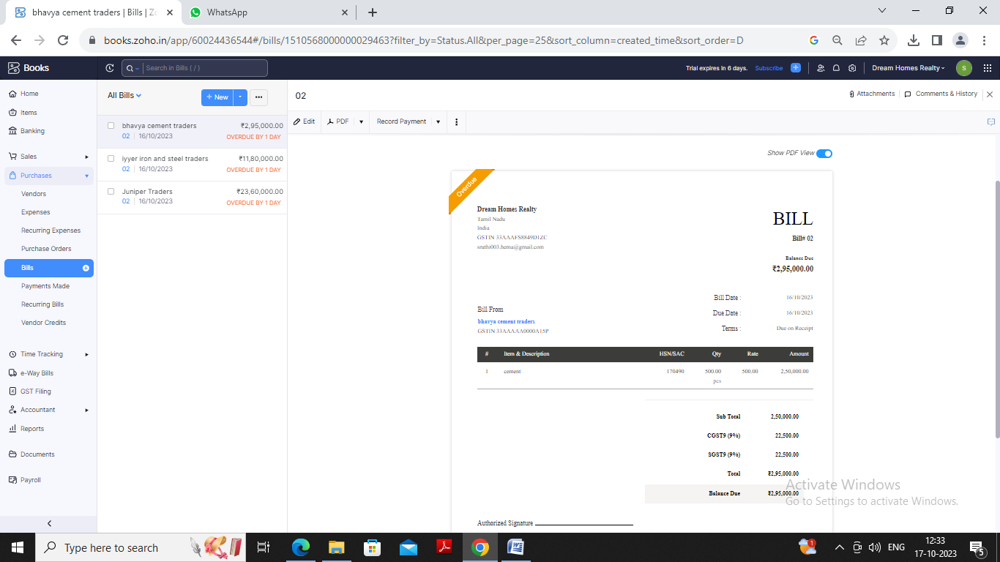 bhavya cement traders | Bills | Zo
WhatsApp
books.zoho.in/app/60024436544#/bills/1510568000000029463?filter_by=Status.All&per_page=25&sort_column=created_time&sort_order=D
Books
Search in Bills ( / )
Trial expires in 6 days.
Subscribe
Dream Homes Realty
S
Home
Items
Banking
Sales
Purchases
Vendors
Expenses
Recurring Expenses
Purchase Orders
Bills
Payments Made
Recurring Bills
Vendor Credits
Time Tracking
e-Way Bills
GST Filing
Accountant
Reports
Documents
Payroll
All Bills
+ New
bhavya cement traders ₹2,95,000.00
02 | 16/10/2023 OVERDUE BY 1 DAY
iyyer iron and steel traders ₹11,80,000.00
02 | 16/10/2023 OVERDUE BY 1 DAY
Juniper Traders ₹23,60,000.00
02 | 16/10/2023 OVERDUE BY 1 DAY
02
Attachments
Comments & History
Edit PDF Record Payment
Show PDF View
Overdue
Dream Homes Realty
Tamil Nadu
India
GSTIN 33AAAFS8849D1ZC
sruthi003.hema@gmail.com
BILL
Bill# 02
Balance Due
₹2,95,000.00
Bill Date : 16/10/2023
Due Date : 16/10/2023
Terms : Due on Receipt
Bill From
bhavya cement traders
GSTIN 33AAAAA0000A15P
# Item & Description HSN/SAC Qty Rate Amount
1 cement 170490 500.00 500.00 2,50,000.00
pcs
Sub Total 2,50,000.00
CGST9 (9%) 22,500.00
SGST9 (9%) 22,500.00
Total ₹2,95,000.00
Balance Due ₹2,95,000.00
Authorized Signature
Activate Windows
Go to Settings to activate Windows.
Type here to search
1
ENG
12:33
17-10-2023
5